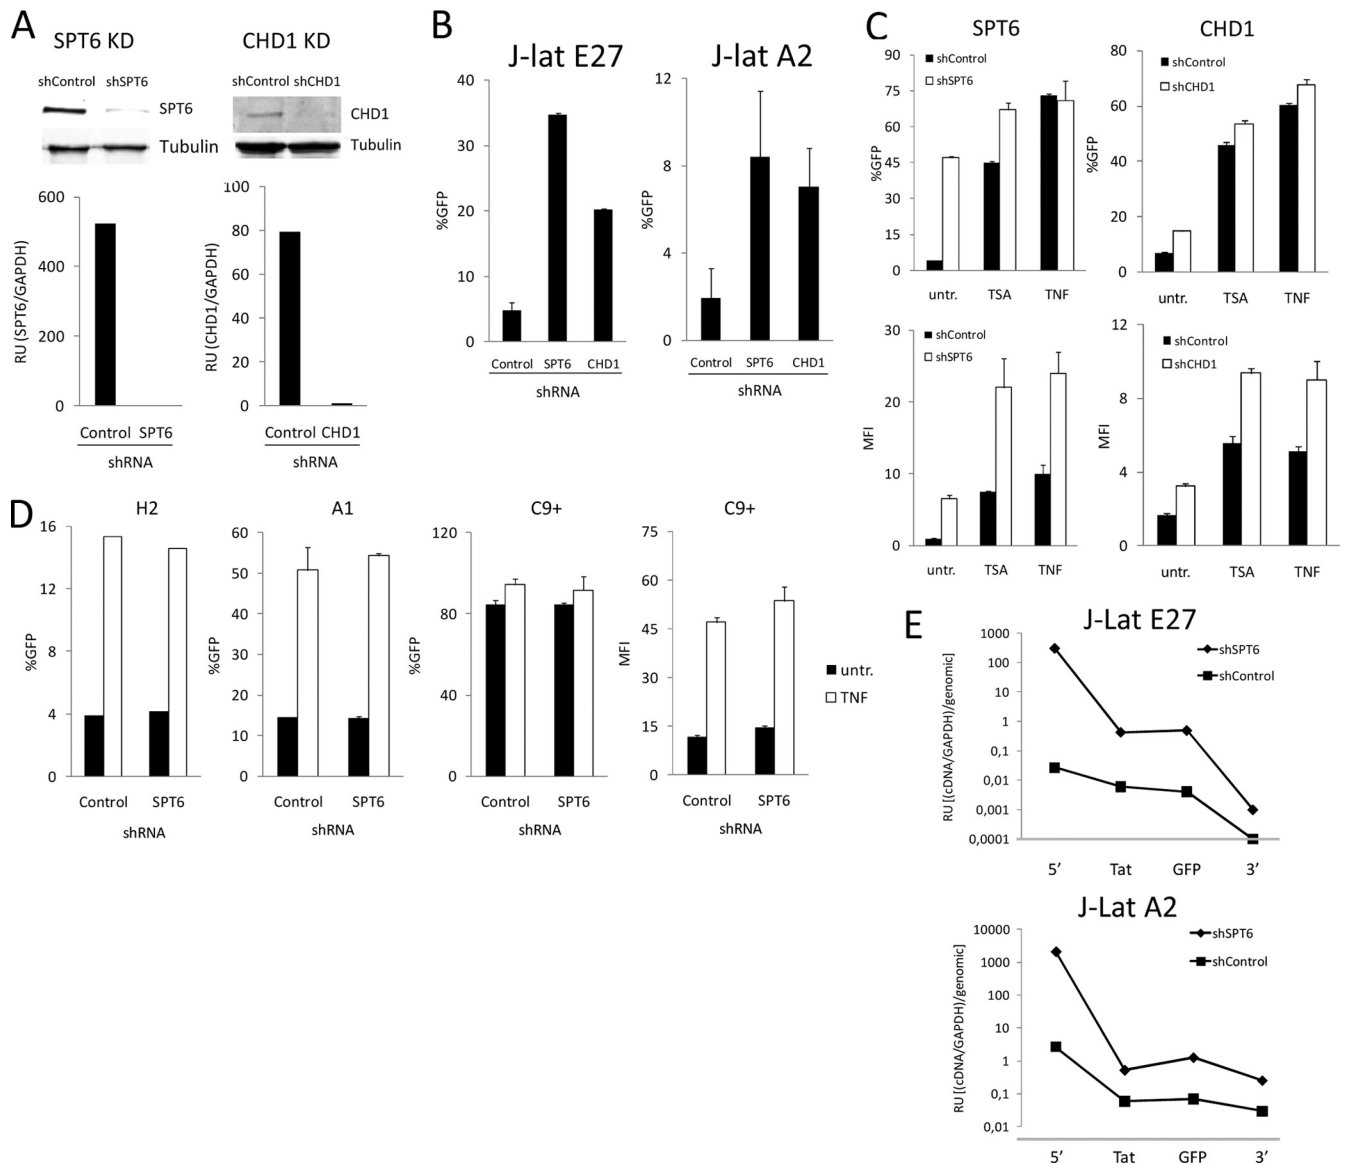 A
SPT6 KD
CHD1 KD
shControl shSPT6
SPT6
Tubulin
shControl shCHD1
CHD1
Tubulin
RU (SPT6/GAPDH)
600
400
200
0
Control SPT6
shRNA
RU (CHD1/GAPDH)
100
80
60
40
20
0
Control CHD1
shRNA
B
J-lat E27
%GFP
40
30
20
10
0
Control SPT6 CHD1
shRNA
J-lat A2
%GFP
12
8
4
0
Control SPT6 CHD1
shRNA
C
SPT6
%GFP
90
75
60
45
30
15
0
shControl
shSPT6
untr. TSA TNF
CHD1
%GFP
80
60
40
20
0
shControl
shCHD1
untr. TSA TNF
MFI
30
20
10
0
shControl
shSPT6
untr. TSA TNF
MFI
12
8
4
0
shControl
shCHD1
untr. TSA TNF
D
H2
%GFP
16
12
8
4
0
Control SPT6
shRNA
A1
%GFP
60
50
40
30
20
10
0
Control SPT6
shRNA
C9+
%GFP
120
80
40
0
Control SPT6
shRNA
C9+
MFI
75
60
45
30
15
0
Control SPT6
shRNA
untr.
TNF
E
J-Lat E27
RU [(cDNA/GAPDH)/genomic]
1000
100
10
1
0,1
0,01
0,001
0,0001
shSPT6
shControl
5’ Tat GFP 3’
J-Lat A2
RU [(cDNA/GAPDH)/genomic]
10000
1000
100
10
1
0,1
0,01
shSPT6
shControl
5’ Tat GFP 3’